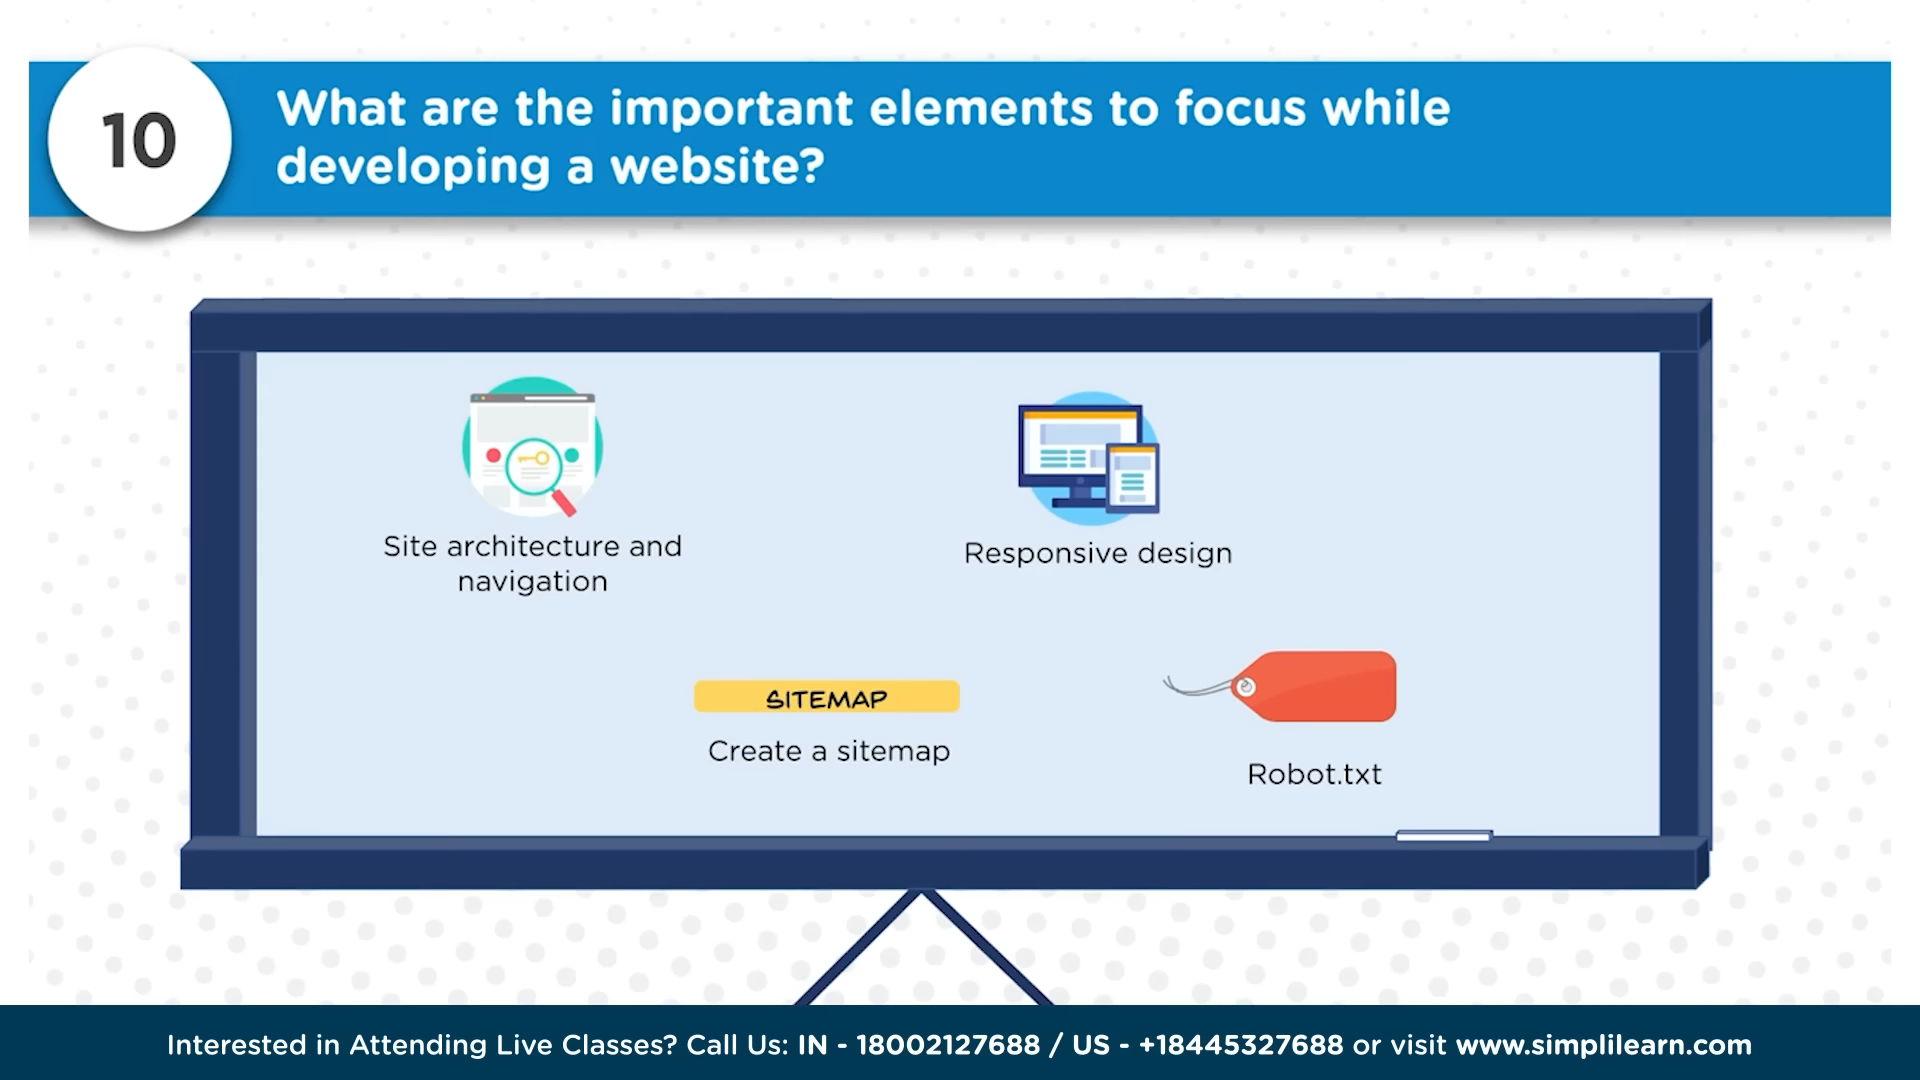 10
What are the important elements to focus while
developing a website?
Site architecture and
navigation
Responsive design
SITEMAP
Create a sitemap
Robot.txt
Interested in Attending Live Classes? Call Us: IN - 18002127688 / US - +18445327688 or visit www.simplilearn.com